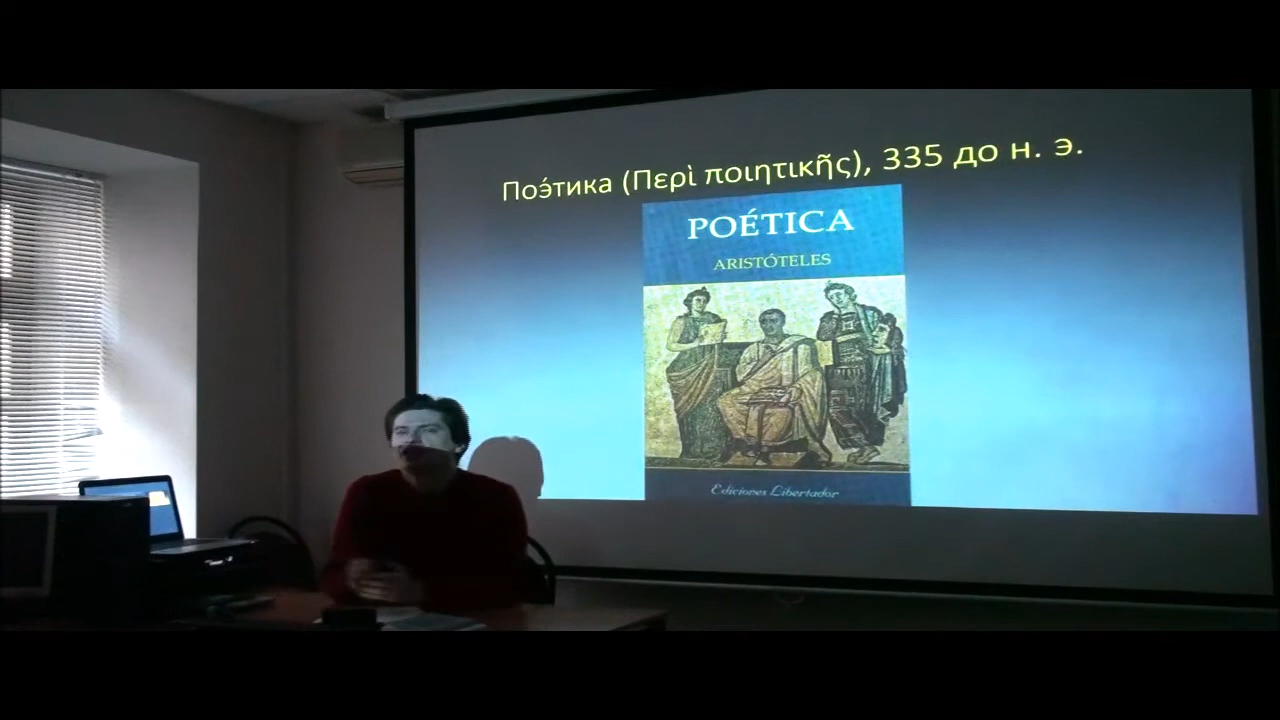 Поэ́тика (Περὶ ποιητικῆς), 335 до н. э.
POÉTICA
ARISTÓTELES
Ediciones Libertador